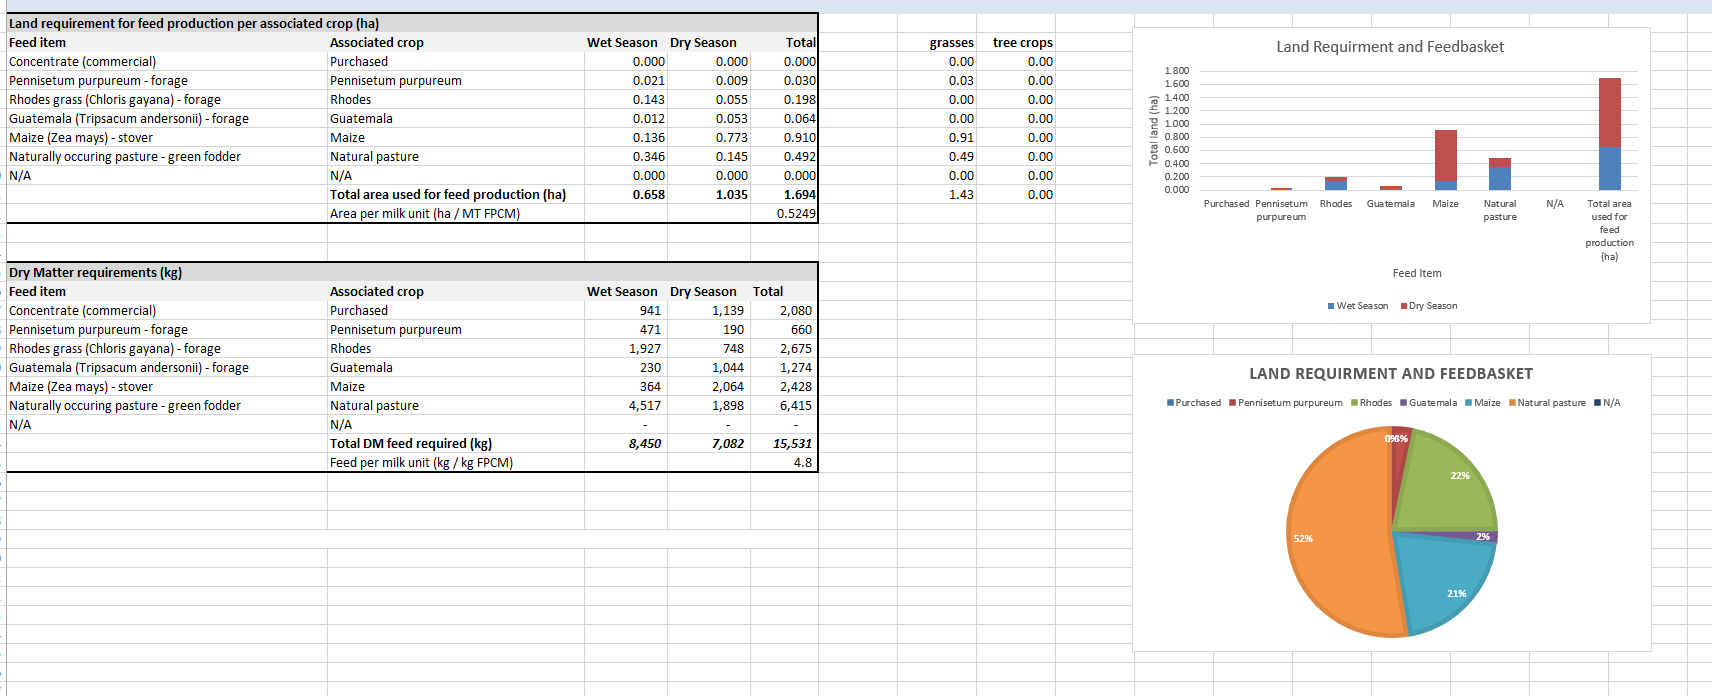 Land requirement for feed production per associated crop (ha)
Feed item Associated crop Wet Season Dry Season Total
Concentrate (commercial) Purchased 0.000 0.000 0.000
Pennisetum purpureum - forage Pennisetum purpureum 0.021 0.009 0.030
Rhodes grass (Chloris gayana) - forage Rhodes 0.143 0.055 0.198
Guatemala (Tripsacum andersonii) - forage Guatemala 0.012 0.053 0.064
Maize (Zea mays) - stover Maize 0.136 0.773 0.910
Naturally occuring pasture - green fodder Natural pasture 0.346 0.145 0.492
N/A N/A 0.000 0.000 0.000
Total area used for feed production (ha) 0.658 1.035 1.694
Area per milk unit (ha / MT FPCM) 0.5249
grasses tree crops
0.00 0.00
0.03 0.00
0.00 0.00
0.00 0.00
0.91 0.00
0.49 0.00
0.00 0.00
1.43 0.00
Dry Matter requirements (kg)
Feed item Associated crop Wet Season Dry Season Total
Concentrate (commercial) Purchased 941 1,139 2,080
Pennisetum purpureum - forage Pennisetum purpureum 471 190 660
Rhodes grass (Chloris gayana) - forage Rhodes 1,927 748 2,675
Guatemala (Tripsacum andersonii) - forage Guatemala 230 1,044 1,274
Maize (Zea mays) - stover Maize 364 2,064 2,428
Naturally occuring pasture - green fodder Natural pasture 4,517 1,898 6,415
N/A N/A - - -
Total DM feed required (kg) 8,450 7,082 15,531
Feed per milk unit (kg / kg FPCM) 4.8
Land Requirment and Feedbasket
Total land (ha)
1.800
1.600
1.400
1.200
1.000
0.800
0.600
0.400
0.200
0.000
Purchased
Pennisetum
purpureum
Rhodes
Guatemala
Maize
Natural
pasture
N/A
Total area
used for
feed
production
(ha)
Feed Item
Wet Season Dry Season
LAND REQUIRMENT AND FEEDBASKET
Purchased Pennisetum purpureum Rhodes Guatemala Maize Natural pasture N/A
22%
2%
21%
52%